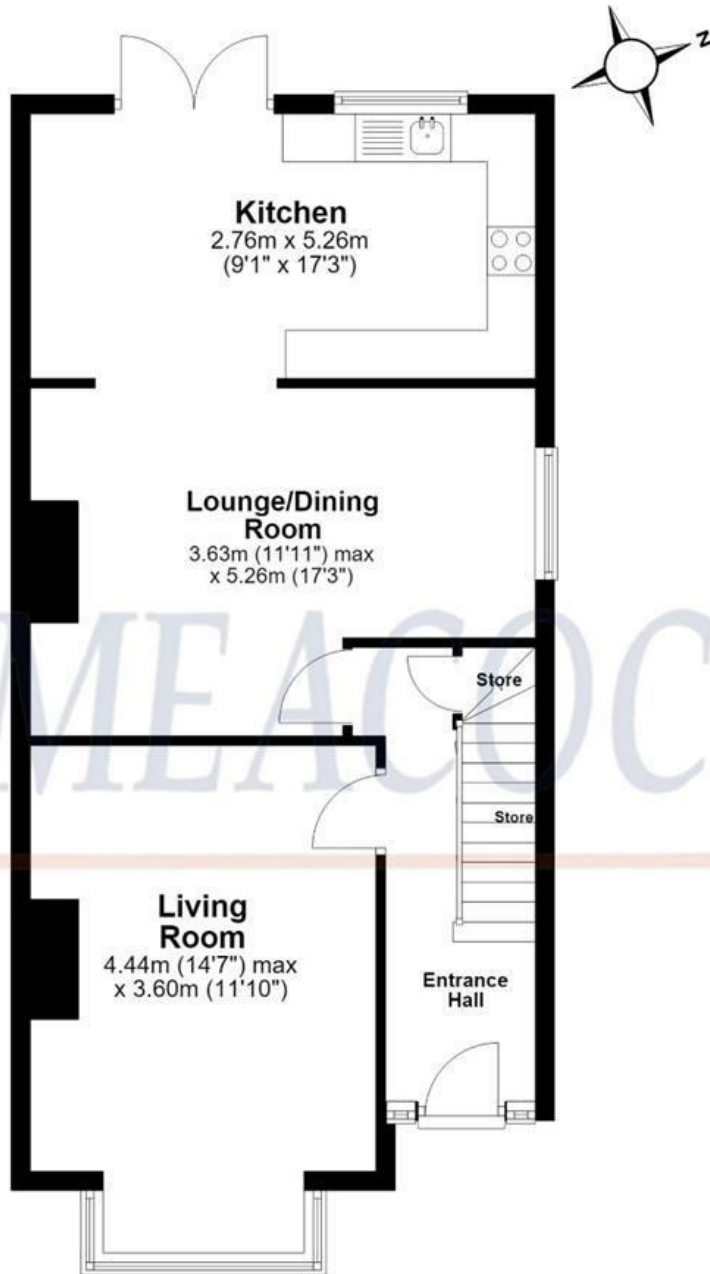 N
Kitchen
2.76m x 5.26m
(9'1" x 17'3")
Lounge/Dining
Room
3.63m (11'11") max
x 5.26m (17'3")
MEACOC
Store
Store
Living
Room
4.44m (14'7") max
x 3.60m (11'10")
Entrance
Hall